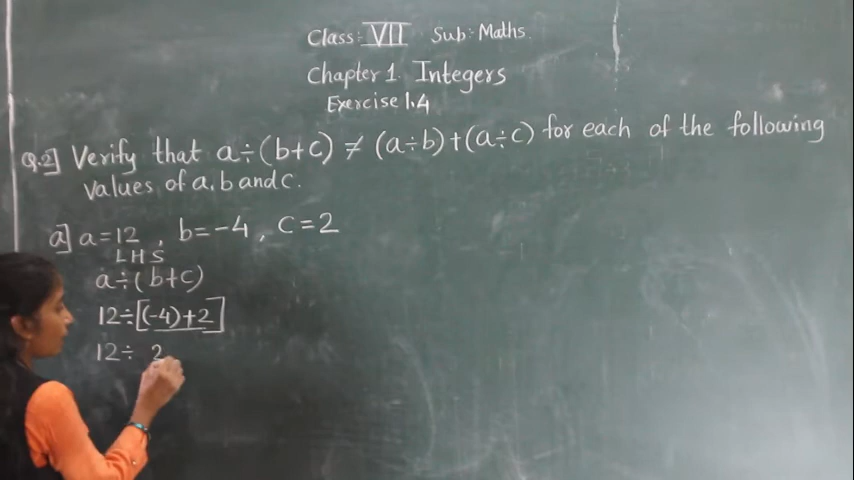 Class: VII Sub: Maths.
Chapter 1. Integers
Exercise 1.4
Q.2] Verify that a÷(b+c) ≠ (a÷b)+(a÷c) for each of the following
values of a, b and c.
a] a=12, b=-4, c=2
LHS
a÷(b+c)
12÷[(-4)+2]
12÷ 2